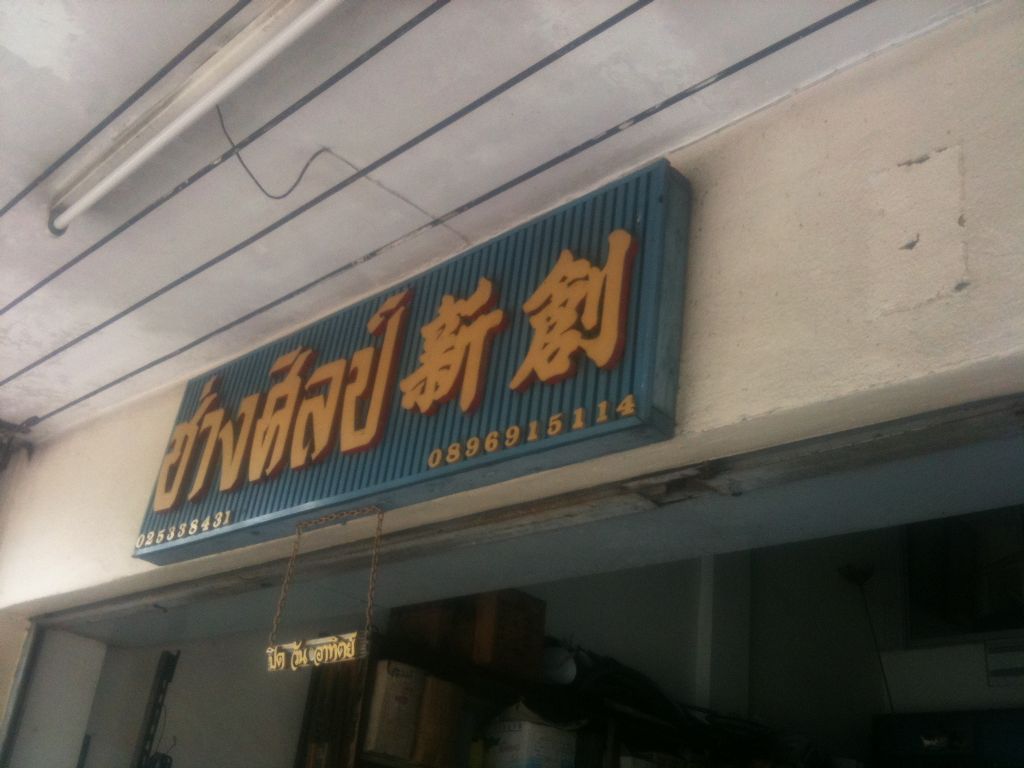 ช่างศิลป์ 新創
025338431 0896915114
ปิด วัน อาทิตย์